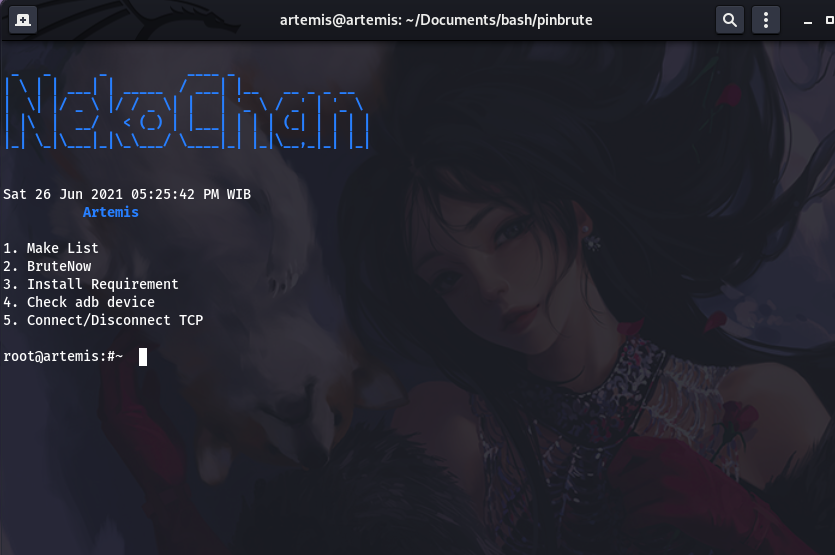 artemis@artemis: ~/Documents/bash/pinbrute
NekoChan
Sat 26 Jun 2021 05:25:42 PM WIB
Artemis
1. Make List
2. BruteNow
3. Install Requirement
4. Check adb device
5. Connect/Disconnect TCP
root@artemis:#~